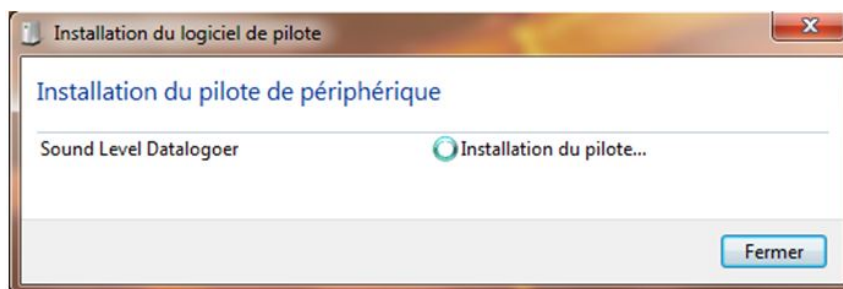 Installation du logiciel de pilote
Installation du pilote de périphérique
Sound Level Datalogoer Installation du pilote...
Fermer